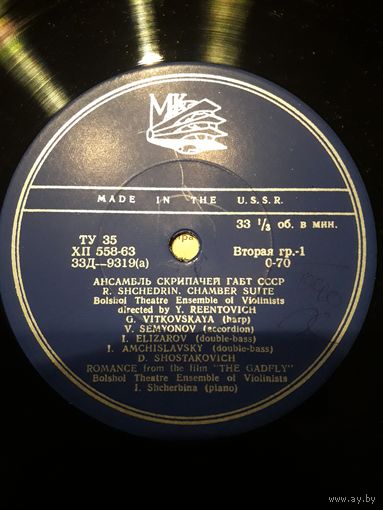 МК
MADE IN THE U.S.S.R.
33 1/3 об. в мин.
ТУ 35
ХП 558-63
33Д—9319(а)
Вторая гр.-1
0-70
АНСАМБЛЬ СКРИПАЧЕЙ ГАБТ СССР
R. SHCHEDRIN. CHAMBER SUITE
Bolshoi Theatre Ensemble of Violinists
directed by Y. REENTOVICH
G. VITKOVSKAYA (harp)
V. SEMYONOV (accordion)
I. ELIZAROV (double-bass)
I. AMCHISLAVSKY (double-bass)
D. SHOSTAKOVICH
ROMANCE from the film "THE GADFLY"
Bolshoi Theatre Ensemble of Violinists
I. Shcherbina (piano)
www.ay.by